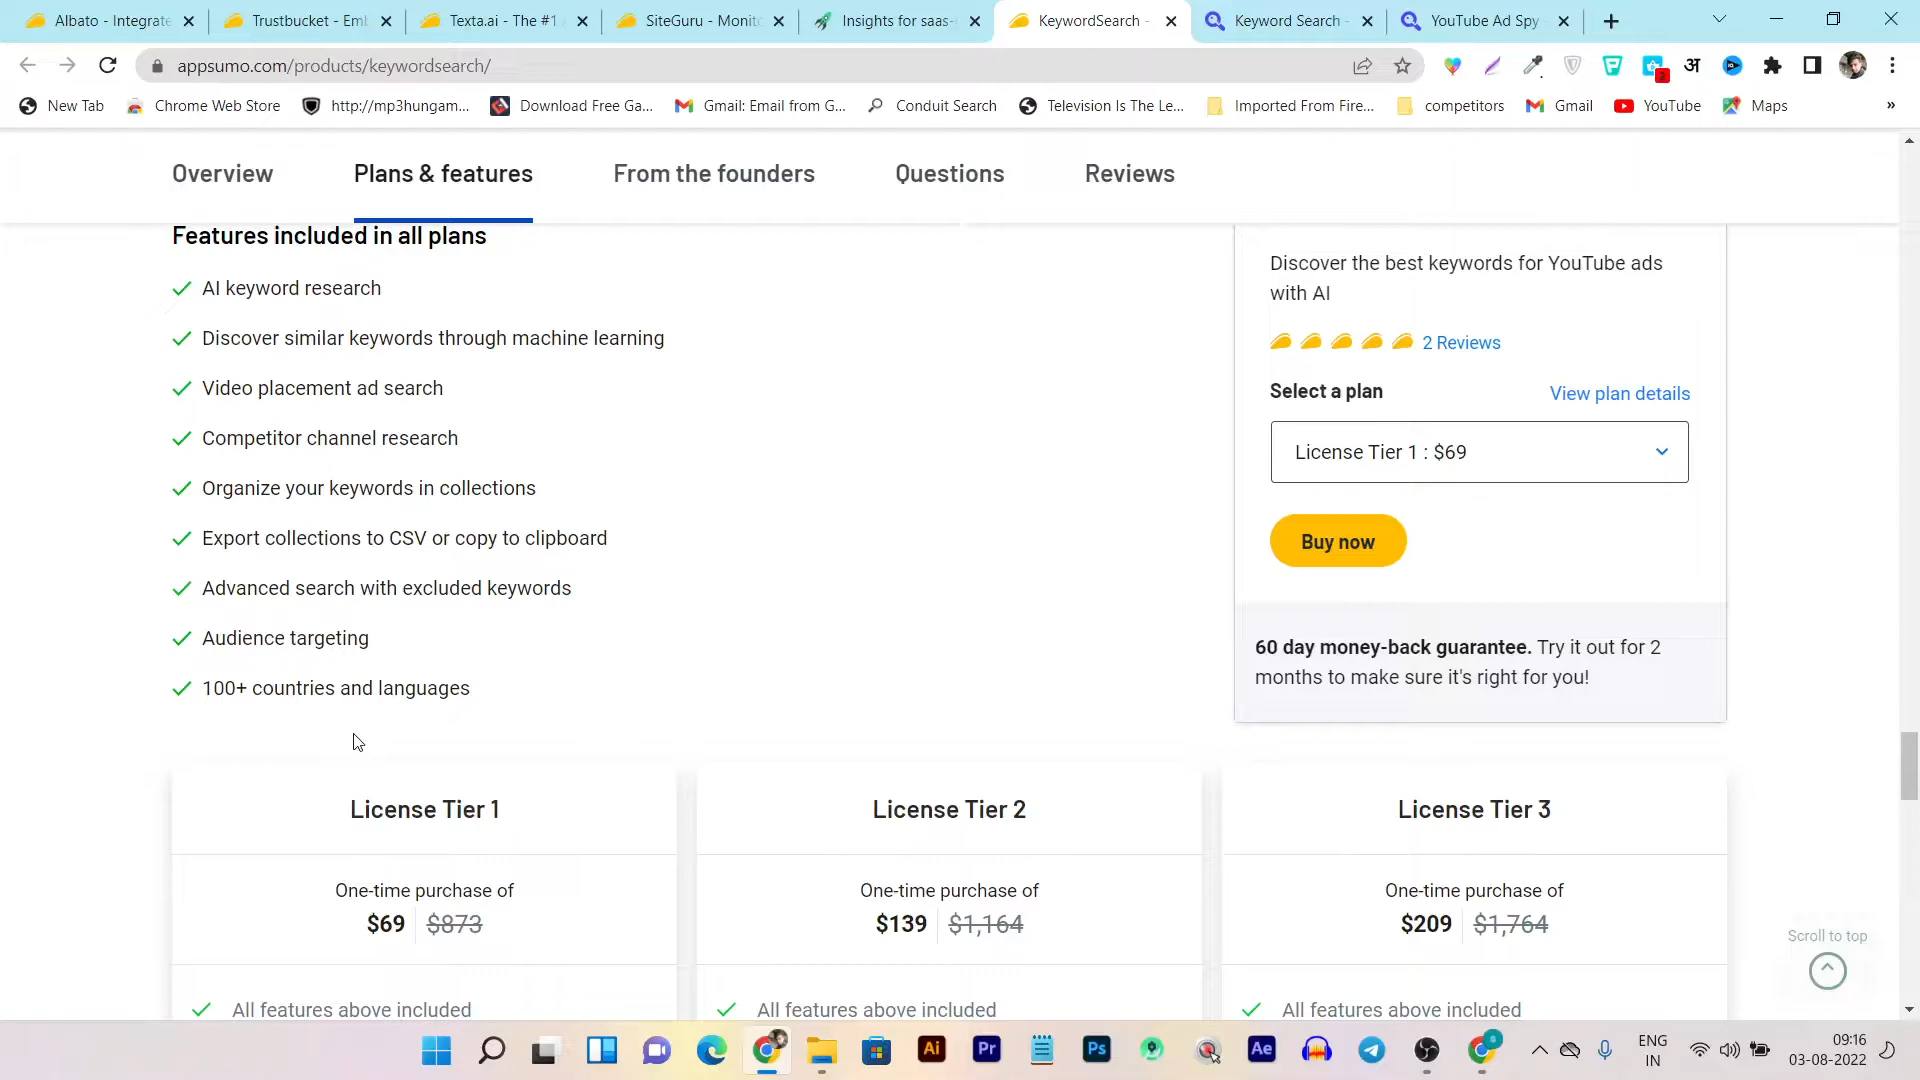 Albato - Integrate
Trustbucket - Emb
Texta.ai - The #1
SiteGuru - Monito
Insights for saas-
KeywordSearch -
Keyword Search -
YouTube Ad Spy
appsumo.com/products/keywordsearch/
2
अ
New Tab
Chrome Web Store
http://mp3hungam...
Download Free Ga...
Gmail: Email from G...
Conduit Search
Television Is The Le...
Imported From Fire...
competitors
Gmail
YouTube
Maps
»
Overview
Plans & features
From the founders
Questions
Reviews
Features included in all plans
AI keyword research
Discover similar keywords through machine learning
Video placement ad search
Competitor channel research
Organize your keywords in collections
Export collections to CSV or copy to clipboard
Advanced search with excluded keywords
Audience targeting
100+ countries and languages
Discover the best keywords for YouTube ads
with AI
2 Reviews
Select a plan
View plan details
License Tier 1 : $69
Buy now
60 day money-back guarantee. Try it out for 2
months to make sure it's right for you!
License Tier 1
One-time purchase of
$69 $873
All features above included
License Tier 2
One-time purchase of
$139 $1,164
All features above included
License Tier 3
One-time purchase of
$209 $1,764
All features above included
Scroll to top
Ai
Pr
Ps
Ae
ENG
IN
09:16
03-08-2022